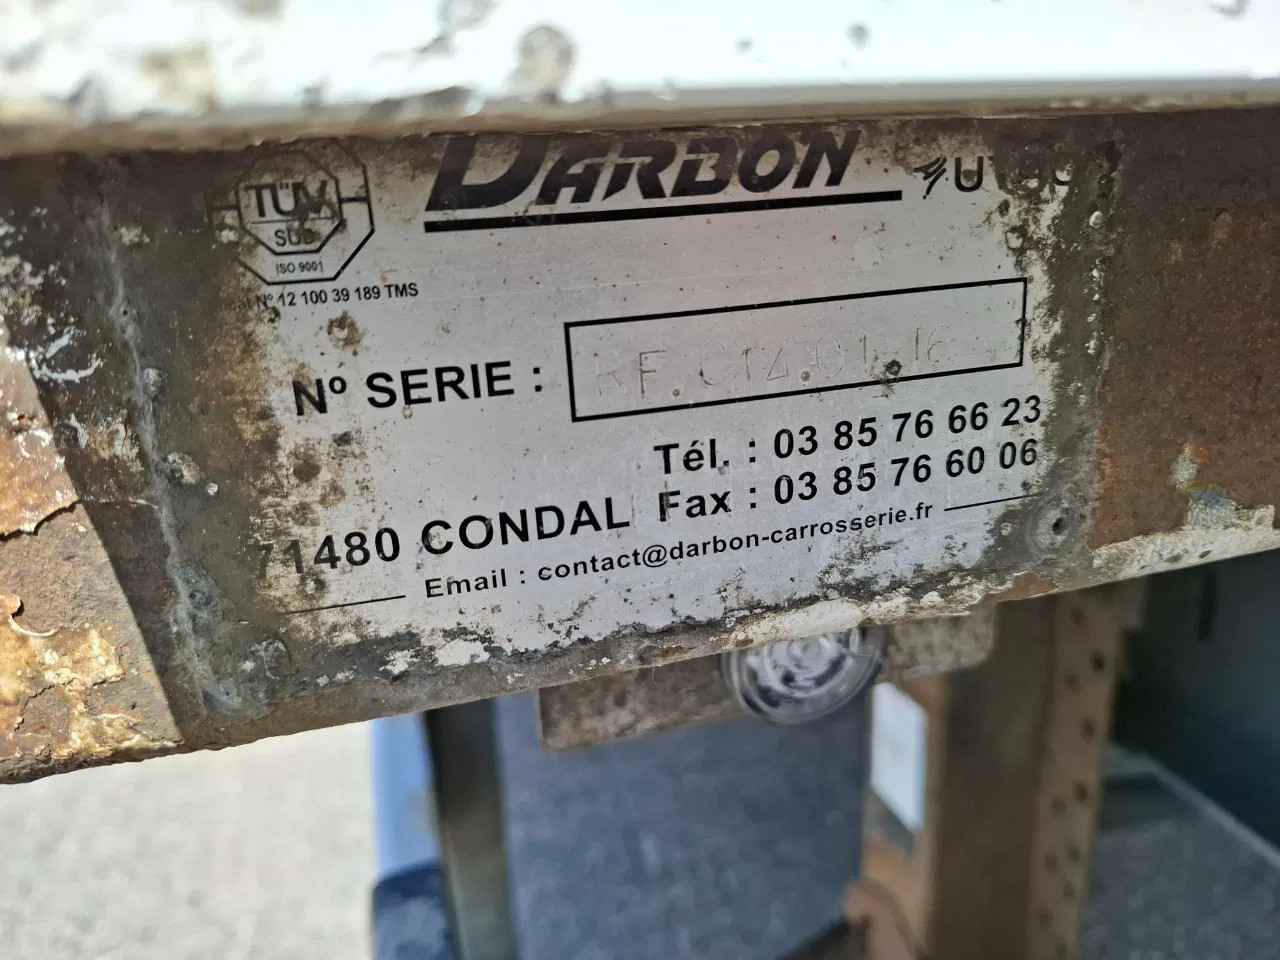 DARBON
TÜV
SÜD
ISO 9001
N° 12 100 39 189 TMS
N° SERIE :
Tél. : 03 85 76 66 23
71480 CONDAL Fax : 03 85 76 60 06
Email : contact@darbon-carrosserie.fr